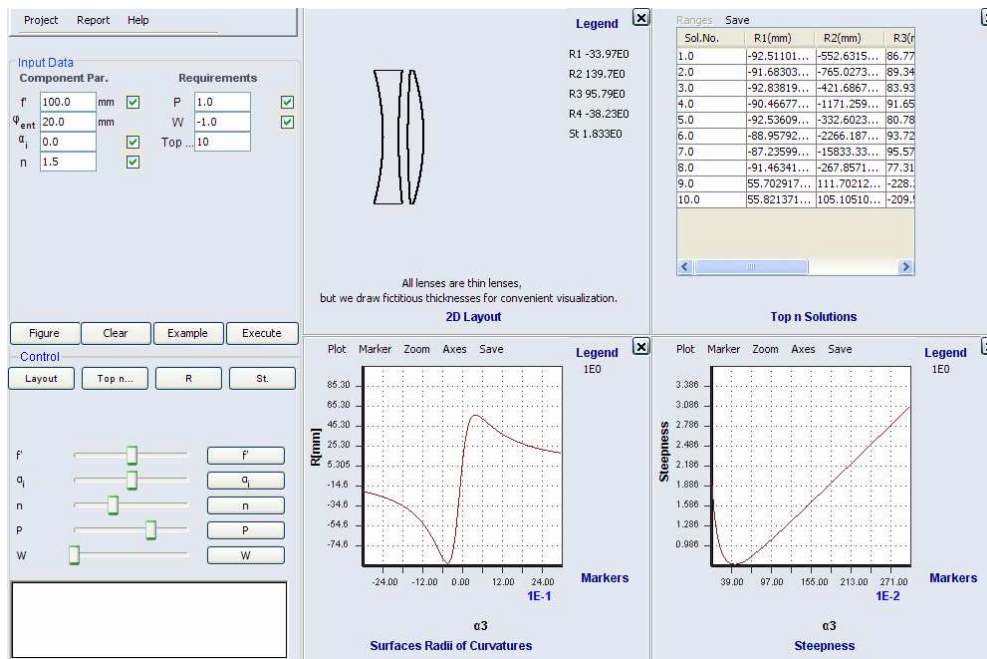 Project Report Help
Input Data
Component Par. Requirements
f' 100.0 mm P 1.0
φent 20.0 mm W -1.0
αi 0.0 Top ... 10
n 1.5
Figure Clear Example Execute
Control
Layout Top n... R St.
f' f'
αi αi
n n
P P
W W
Legend
R1 -33.97E0
R2 139.7E0
R3 95.79E0
R4 -38.23E0
St 1.833E0
All lenses are thin lenses,
but we draw fictitious thicknesses for convenient visualization.
2D Layout
Ranges Save
Sol.No. R1(mm) R2(mm)
1.0 -92.51101... -552.6315... 86.77
2.0 -91.68303... -765.0273... 89.34
3.0 -92.83819... -421.6867... 83.93
4.0 -90.46677... -1171.259... 91.65
5.0 -92.53609... -332.6023... 80.78
6.0 -88.95792... -2266.187... 93.72
7.0 -87.23599... -15833.33... 95.57
8.0 -91.46341... -267.8571... 77.31
9.0 55.702917... 111.70212... -228.
10.0 55.821371... 105.10510... -209.
Top n Solutions
Plot Marker Zoom Axes Save
Legend
1E0
R[mm]
85.30
65.30
45.30
25.30
5.305
-14.6
-34.6
-54.6
-74.6
-24.00 -12.00 0.00 12.00 24.00
1E-1
Markers
α3
Surfaces Radii of Curvatures
Plot Marker Zoom Axes Save
Legend
1E0
Steepness
3.386
3.086
2.786
2.486
2.186
1.886
1.586
1.286
0.986
39.00 97.00 155.00 213.00 271.00
1E-2
Markers
α3
Steepness